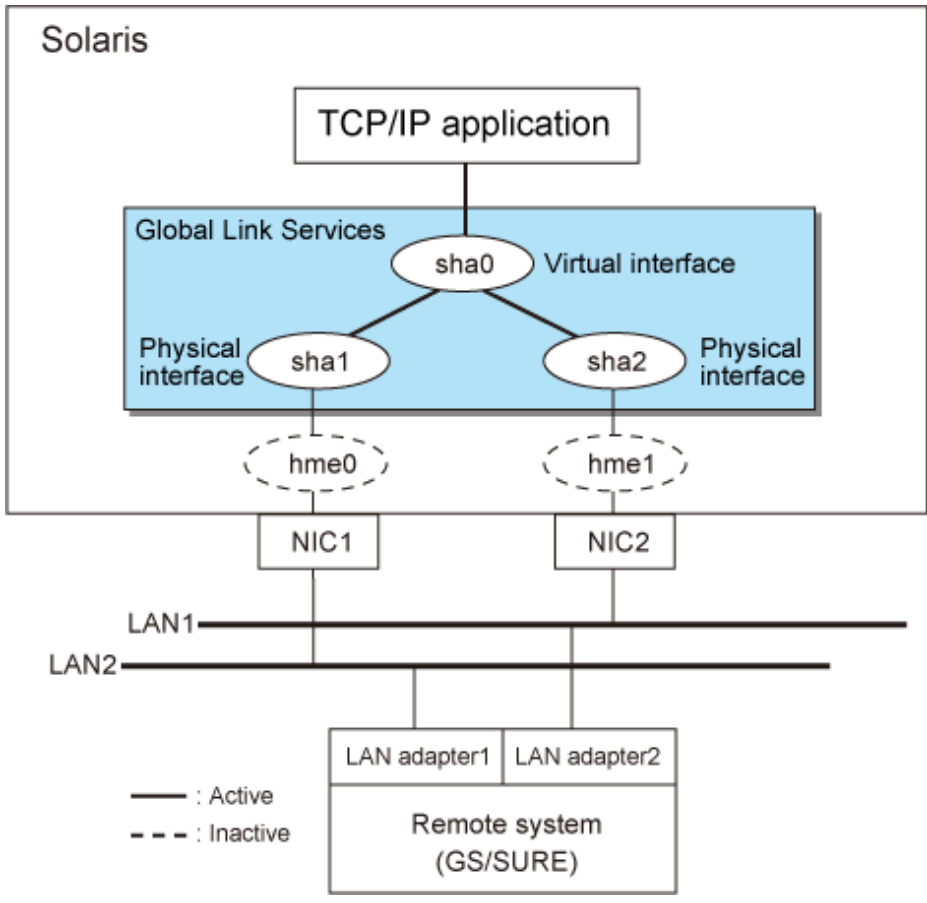 Solaris
TCP/IP application
Global Link Services
sha0
Virtual interface
Physical
interface
sha1
sha2
Physical
interface
hme0
hme1
NIC1
NIC2
LAN1
LAN2
LAN adapter1
LAN adapter2
: Active
: Inactive
Remote system
(GS/SURE)